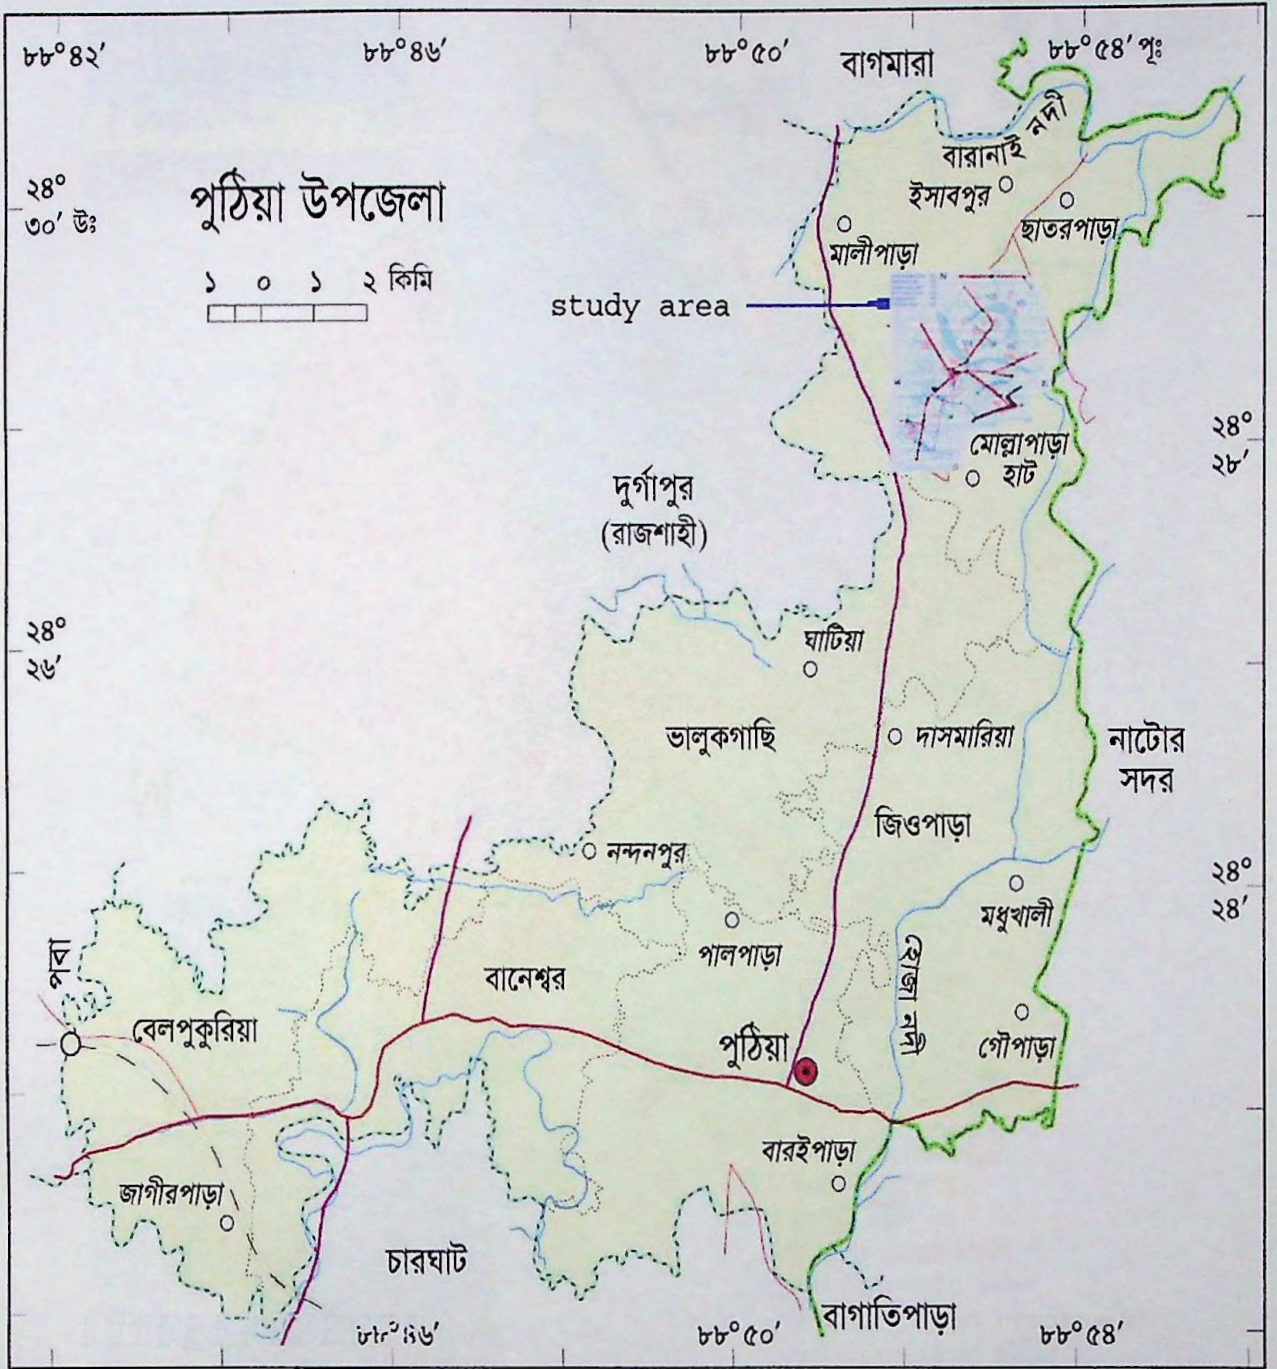 ৮৮°৪২′
৮৮°৪৬′
৮৮°৫০′
৮৮°৫৪′ পূঃ
বাগমারা
বারানাই নদী
২৪°
৩০′ উঃ
পুঠিয়া উপজেলা
ইসাবপুর
ছাতরপাড়া
মালীপাড়া
১ ০ ১ ২ কিমি
study area
২৪°
২৮′
মোল্লাপাড়া
হাট
দুর্গাপুর
(রাজশাহী)
২৪°
২৬′
ঘাটিয়া
ভালুকগাছি
দাসমারিয়া
নাটোর
সদর
জিওপাড়া
নন্দনপুর
২৪°
২৪′
মধুখালী
পালপাড়া
পবা
বানেশ্বর
হোজা নদী
বেলপুকুরিয়া
গৌপাড়া
পুঠিয়া
বারইপাড়া
জাগীরপাড়া
চারঘাট
বাগাতিপাড়া
৮৮°৫০′
৮৮°৫৪′